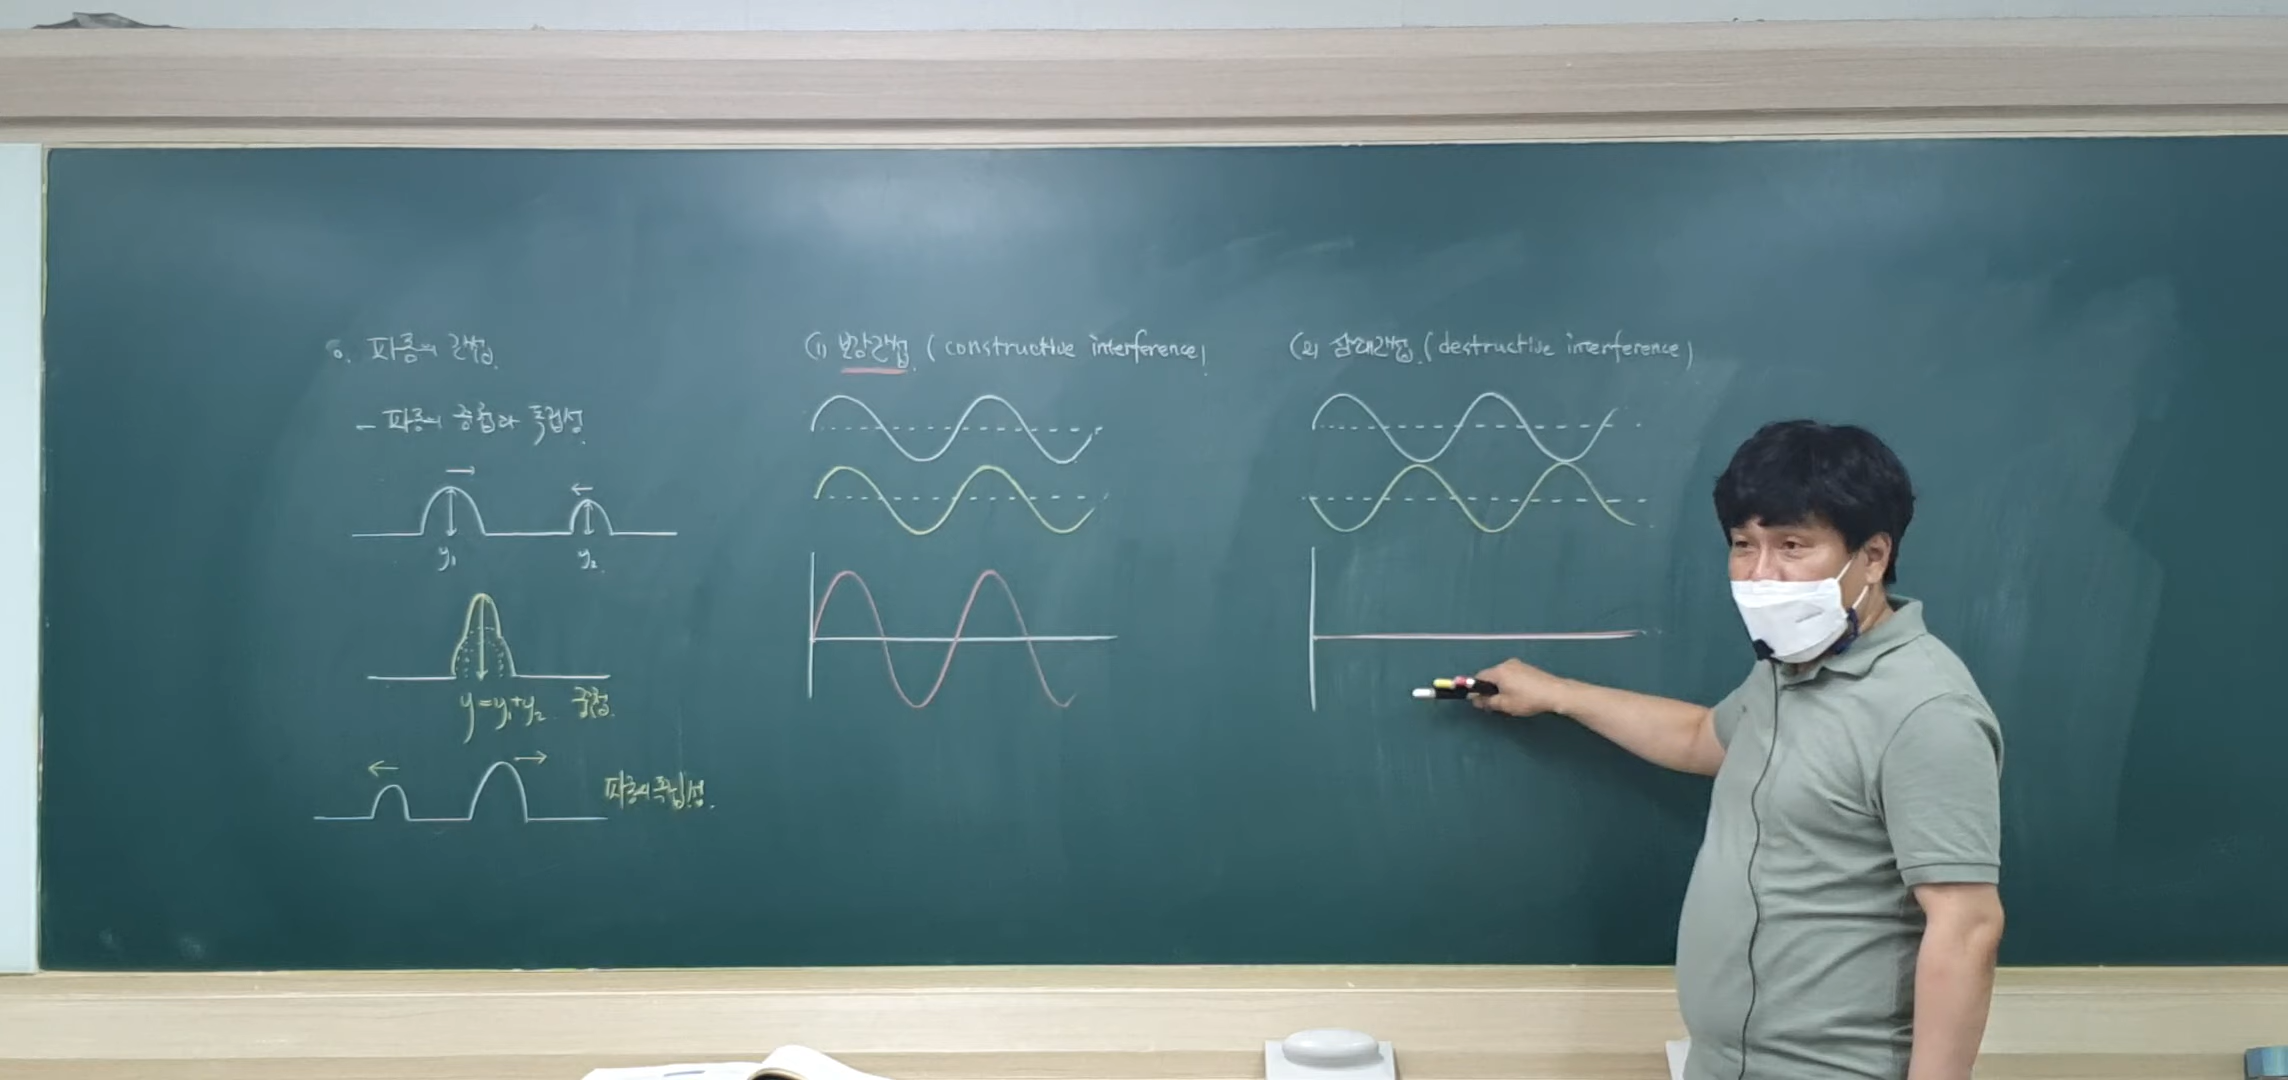 o. 파동의 간섭.
- 파동의 중첩과 독립성.
y₁
y₂
y=y₁+y₂ 중첩.
파동의 독립성.
(1) 보강간섭. (constructive interference)
(2) 상쇄간섭. (destructive interference)